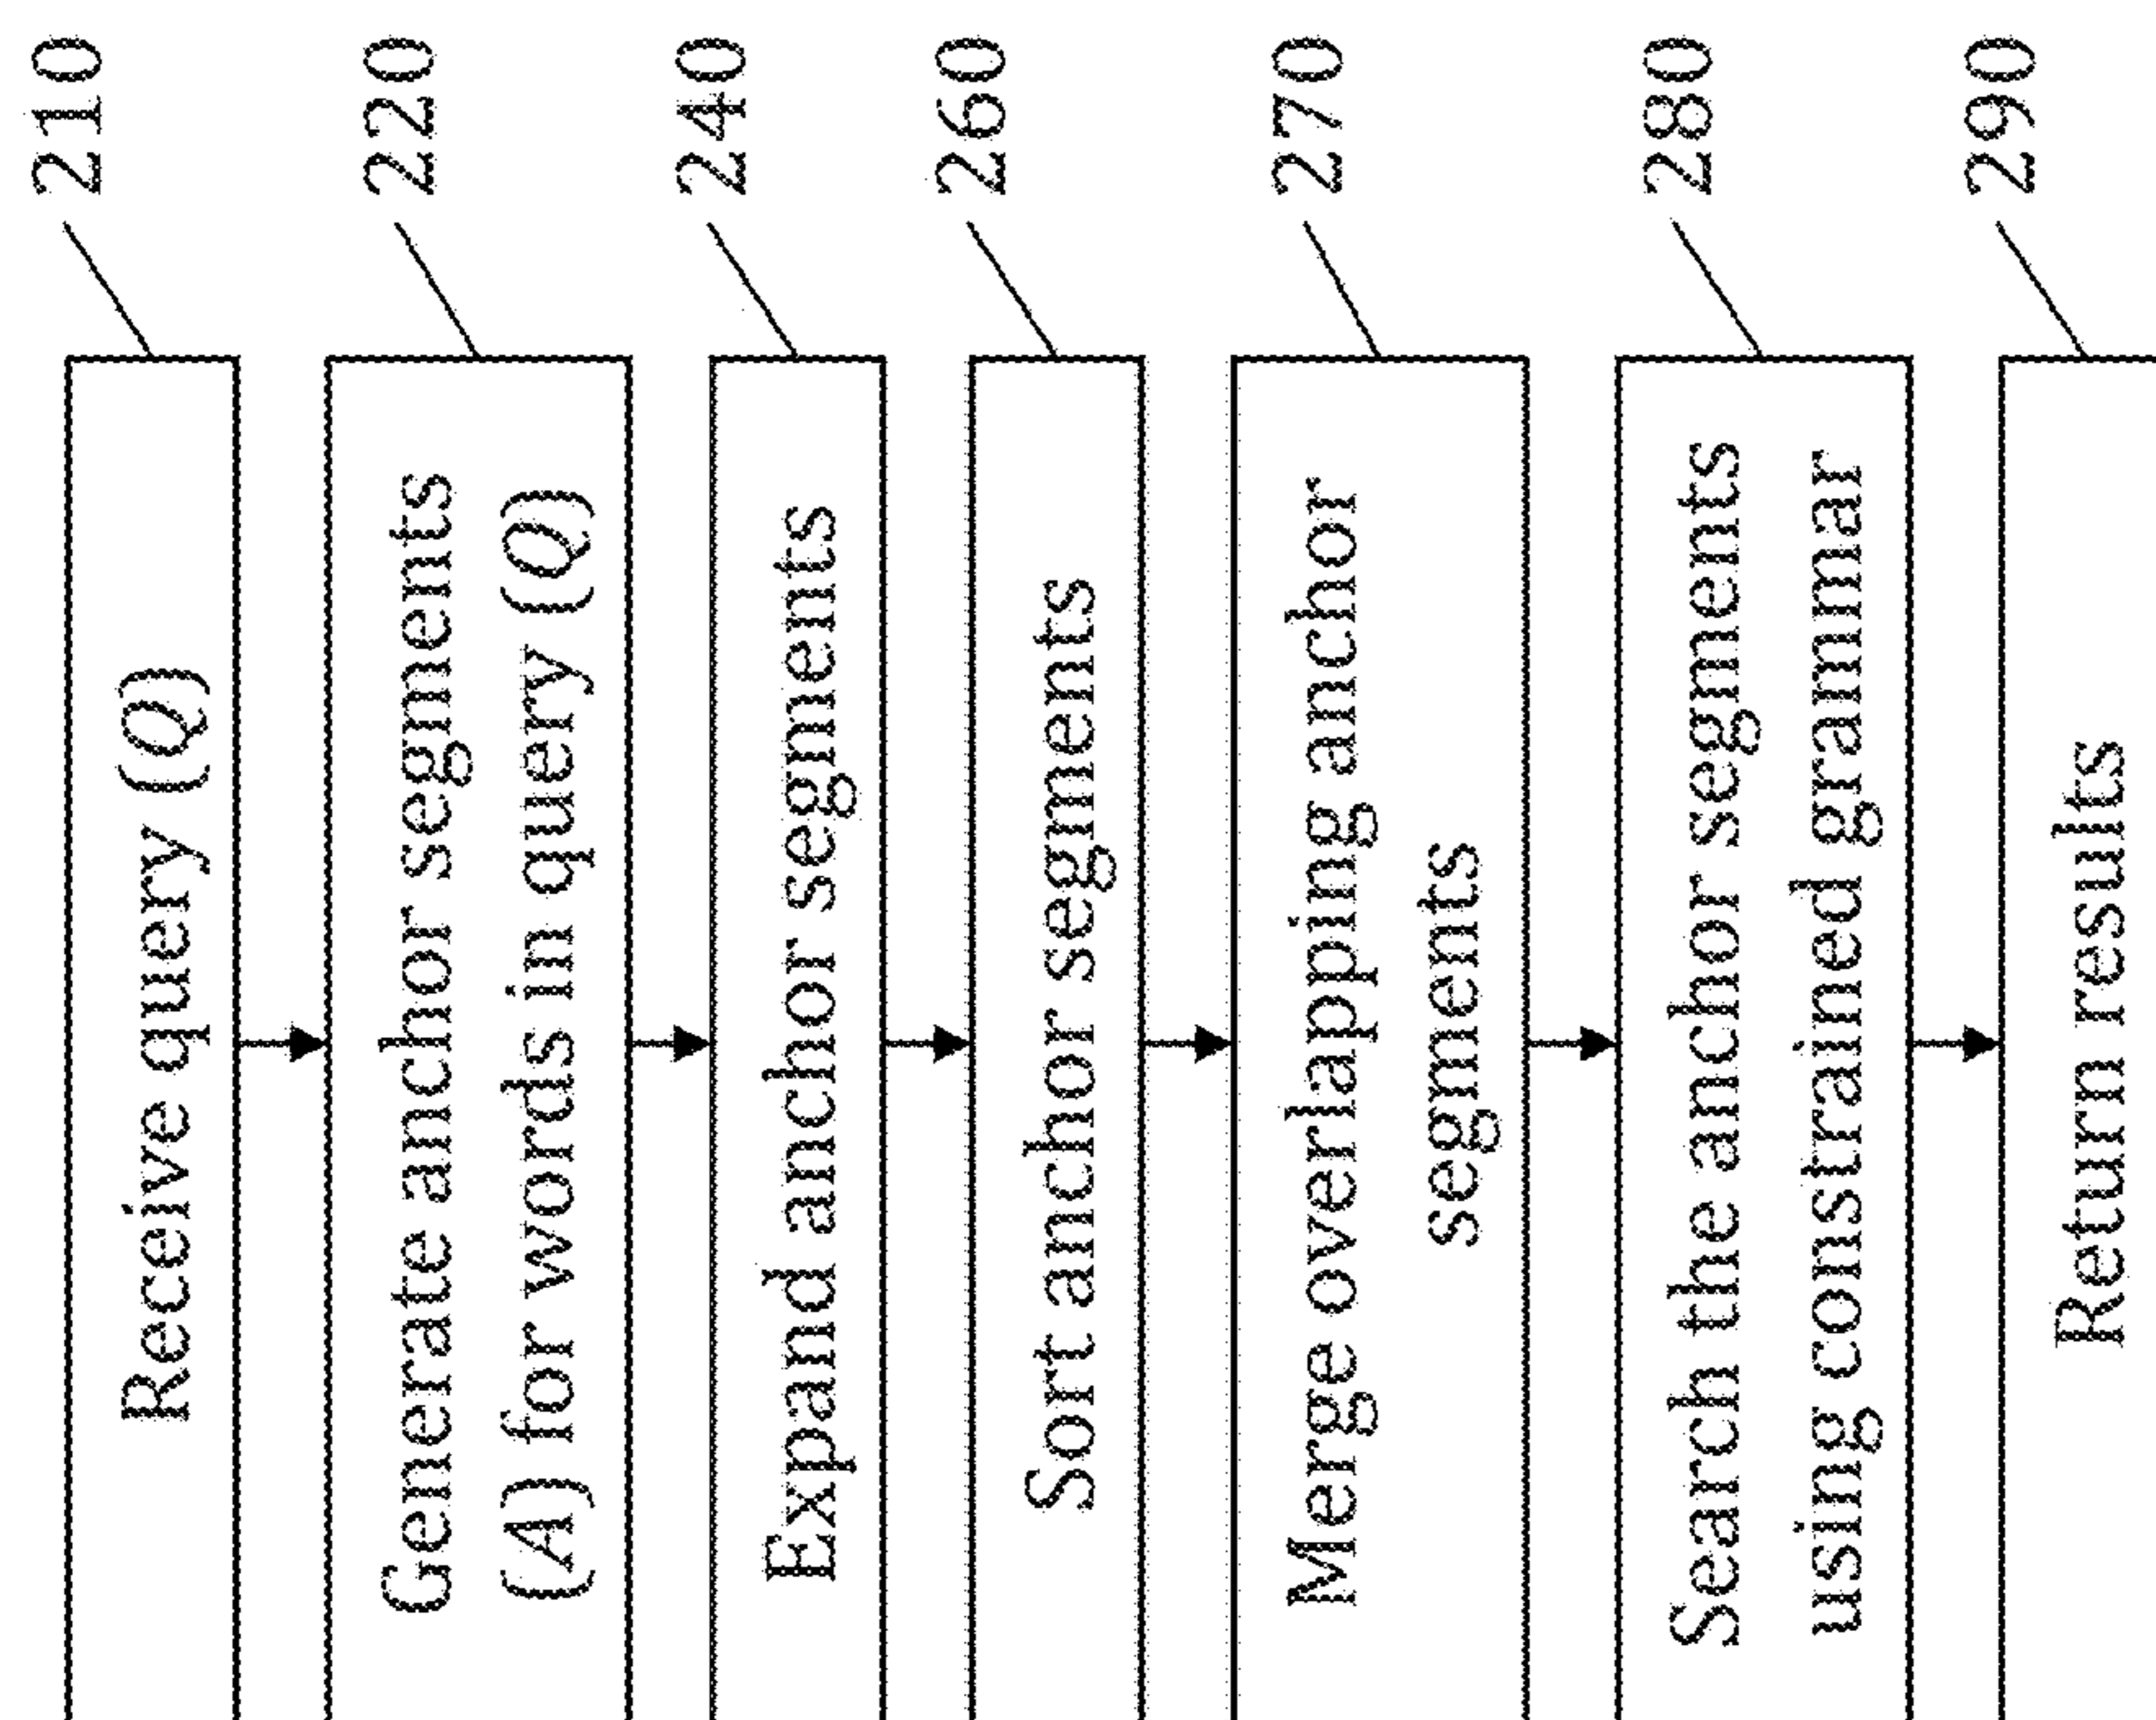 Receive query (Q)
210
Generate anchor segments
(A) for words in query (Q)
220
Expand anchor segments
240
Sort anchor segments
260
Merge overlapping anchor
segments
270
Search the anchor segments
using constrained grammar
280
Return results
290